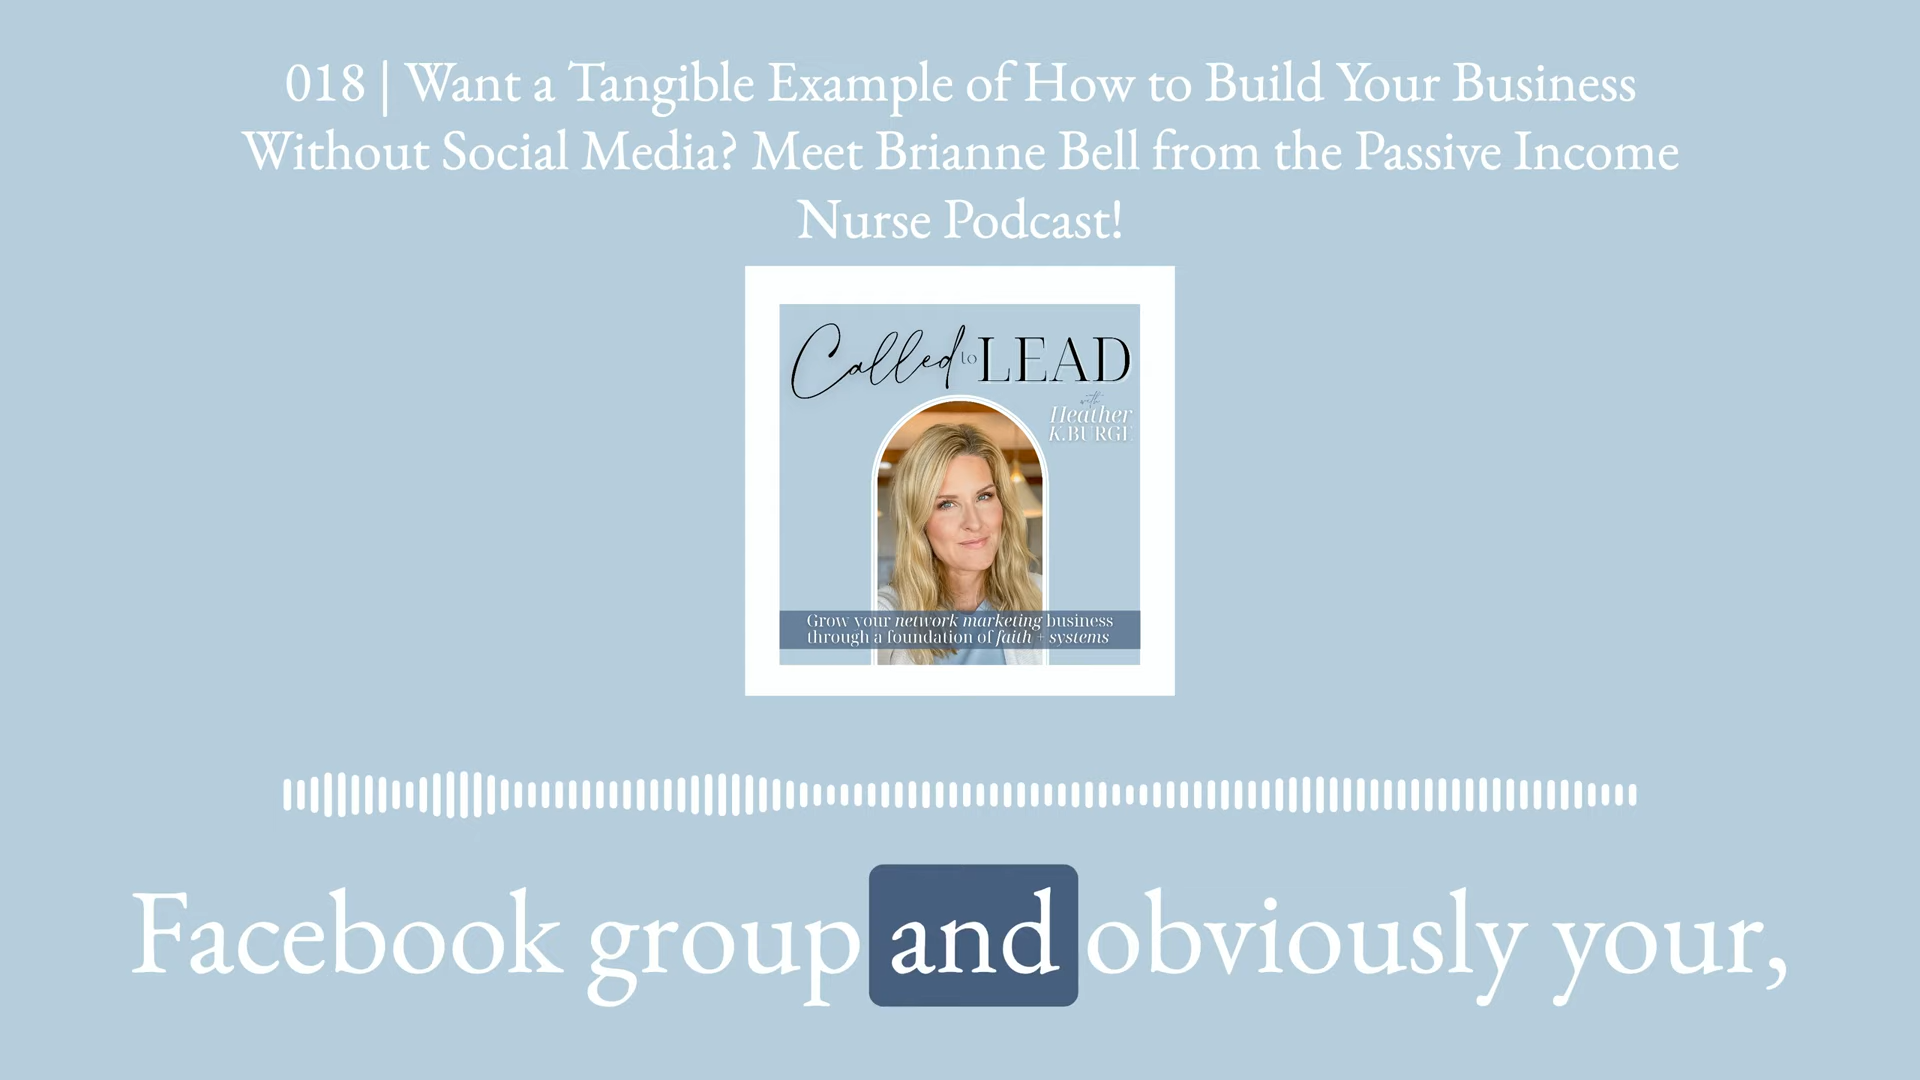 018 | Want a Tangible Example of How to Build Your Business
Without Social Media? Meet Brianne Bell from the Passive Income
Nurse Podcast!
Called to LEAD
with
Heather
K.BURGE
Grow your network marketing business
through a foundation of faith + systems
Facebook group and obviously your,